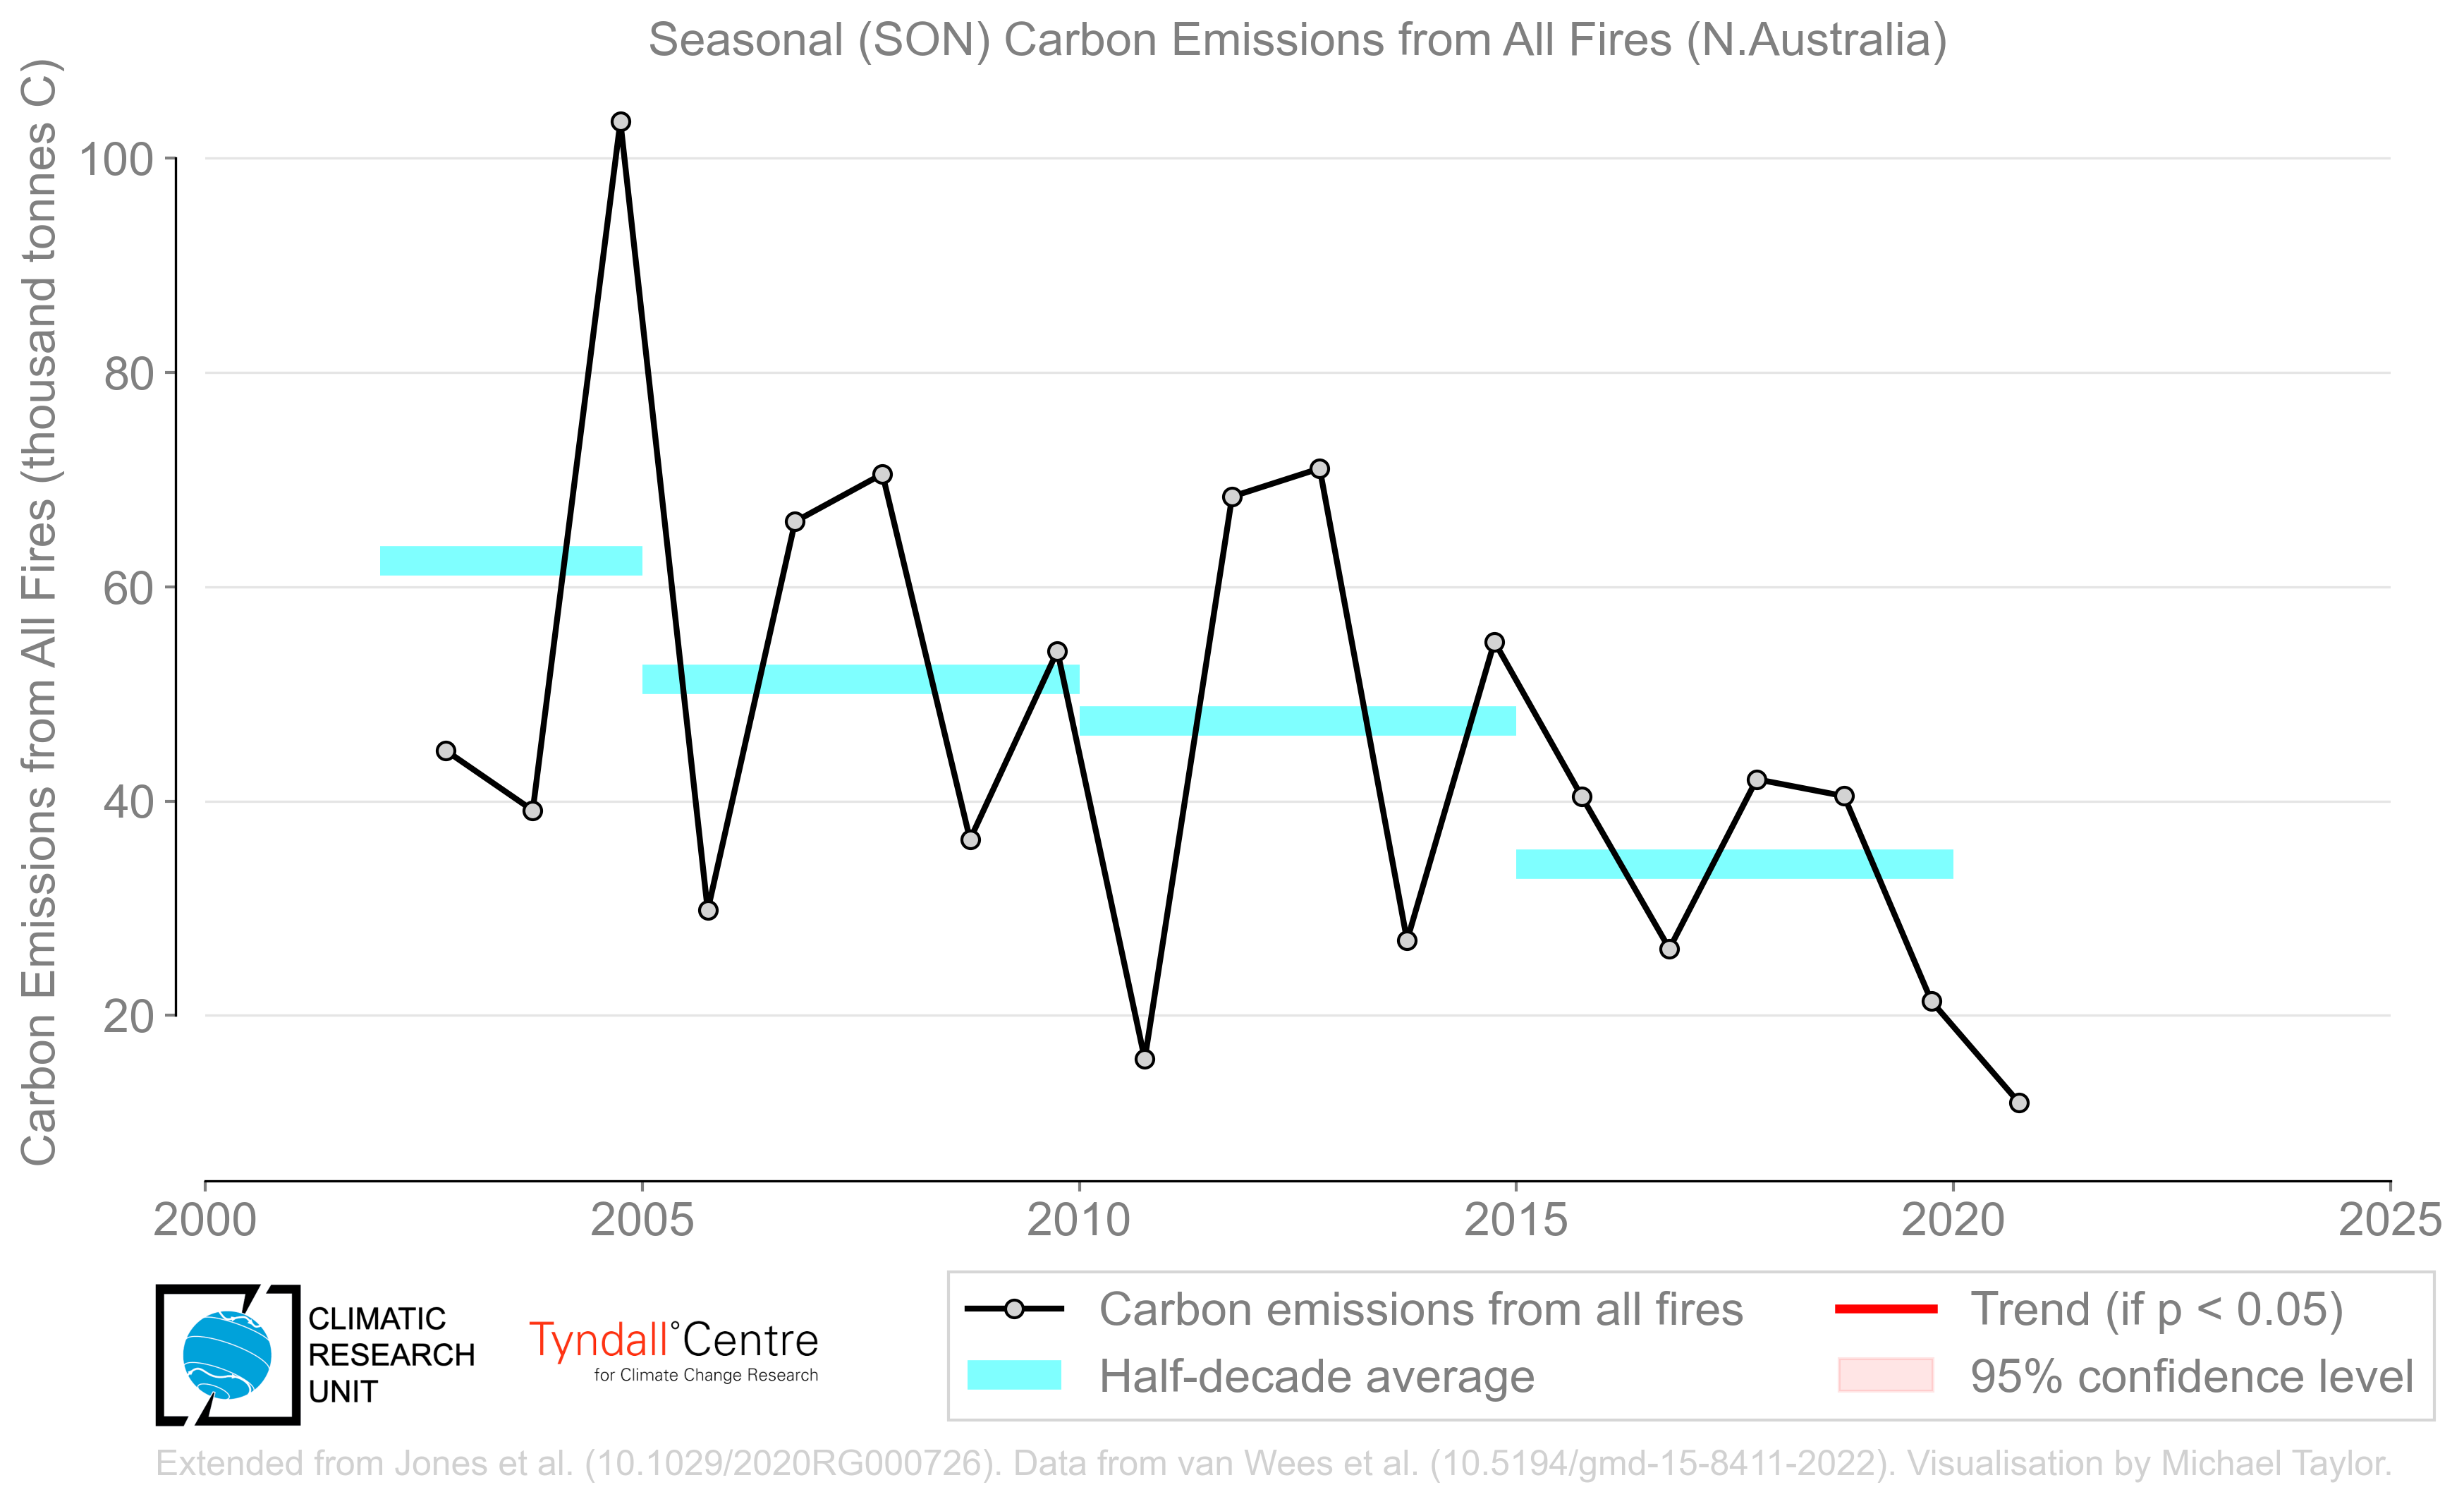 Seasonal (SON) Carbon Emissions from All Fires (N.Australia)
Carbon Emissions from All Fires (thousand tonnes C)
100
80
60
40
20
2000 2005 2010 2015 2020 2025
CLIMATIC
RESEARCH
UNIT
Tyndall°Centre
for Climate Change Research
Carbon emissions from all fires
Half-decade average
Trend (if p < 0.05)
95% confidence level
Extended from Jones et al. (10.1029/2020RG000726). Data from van Wees et al. (10.5194/gmd-15-8411-2022). Visualisation by Michael Taylor.